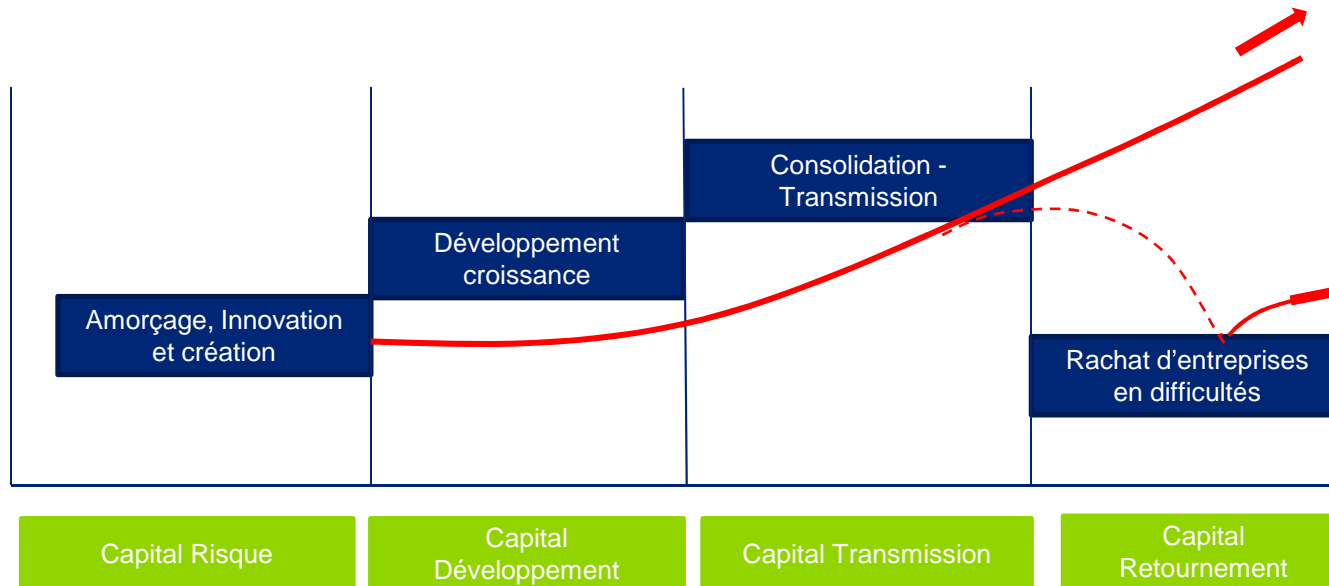 Consolidation -
Transmission
Développement
croissance
Amorçage, Innovation
et création
Rachat d’entreprises
en difficultés
Capital Risque
Capital
Développement
Capital Transmission
Capital
Retournement